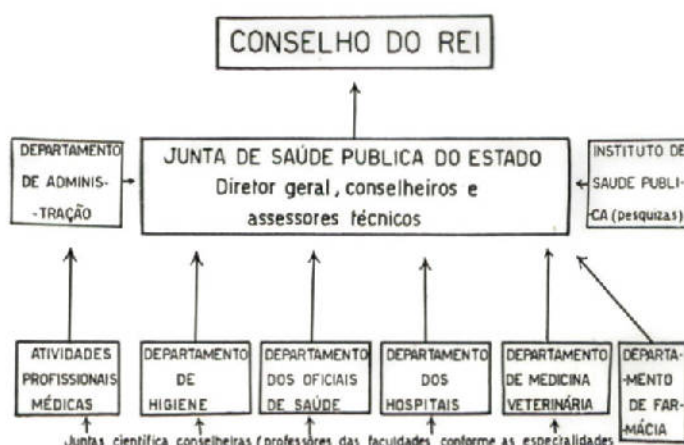 CONSELHO DO REI
DEPARTAMENTO
DE ADMINIS-
-TRAÇÃO
JUNTA DE SAÚDE PUBLICA DO ESTADO
Diretor geral, conselheiros e
assessores técnicos
INSTITUTO DE
SAUDE PUBLI-
-CA (pesquizas)
ATIVIDADES
PROFISSIONAIS
MÉDICAS
DEPARTAMENTO
DE
HIGIENE
DEPARTAMENTO
DOS OFICIAIS
DE SAÚDE
DEPARTAMENTO
DOS
HOSPITAIS
DEPARTAMENTO
DE MEDICINA
VETERINÁRIA
DEPARTA-
-MENTO
DE FAR-
MÁCIA
Juntas científica conselheiras (professores das faculdades conforme as especialidades